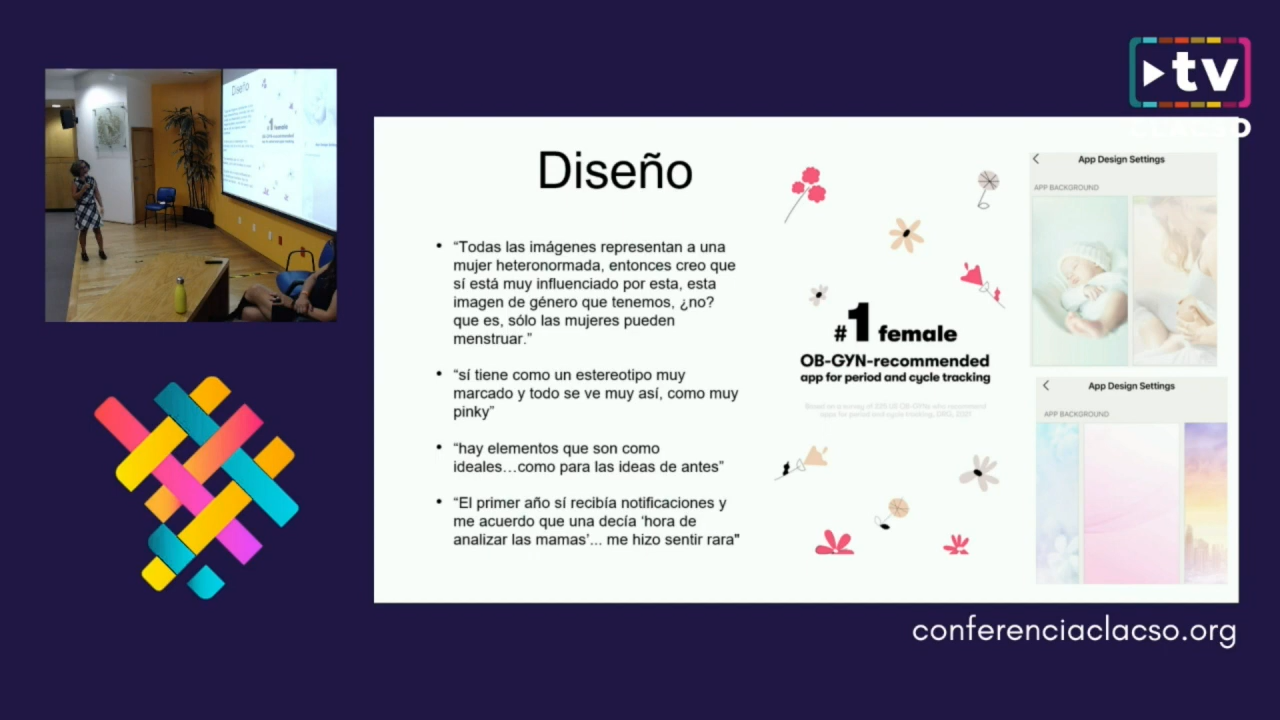 tv
Diseño
• “Todas las imágenes representan a una
mujer heteronormada, entonces creo que
sí está muy influenciado por esta, esta
imagen de género que tenemos, ¿no?
que es, sólo las mujeres pueden
menstruar.”
• “sí tiene como un estereotipo muy
marcado y todo se ve muy así, como muy
pinky”
• “hay elementos que son como
ideales…como para las ideas de antes”
• “El primer año sí recibía notificaciones y
me acuerdo que una decía ‘hora de
analizar las mamas’... me hizo sentir rara"
#1 female
OB-GYN-recommended
app for period and cycle tracking
App Design Settings
APP BACKGROUND
App Design Settings
APP BACKGROUND
conferenciaclacso.org
Diseño
#1 female